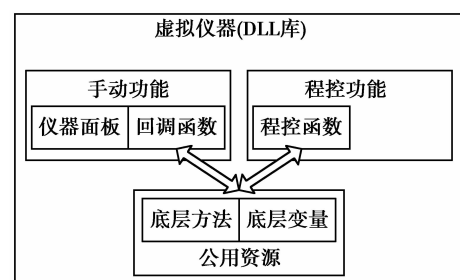 虚拟仪器(DLL库)
手动功能
程控功能
仪器面板 回调函数
程控函数
底层方法 底层变量
公用资源